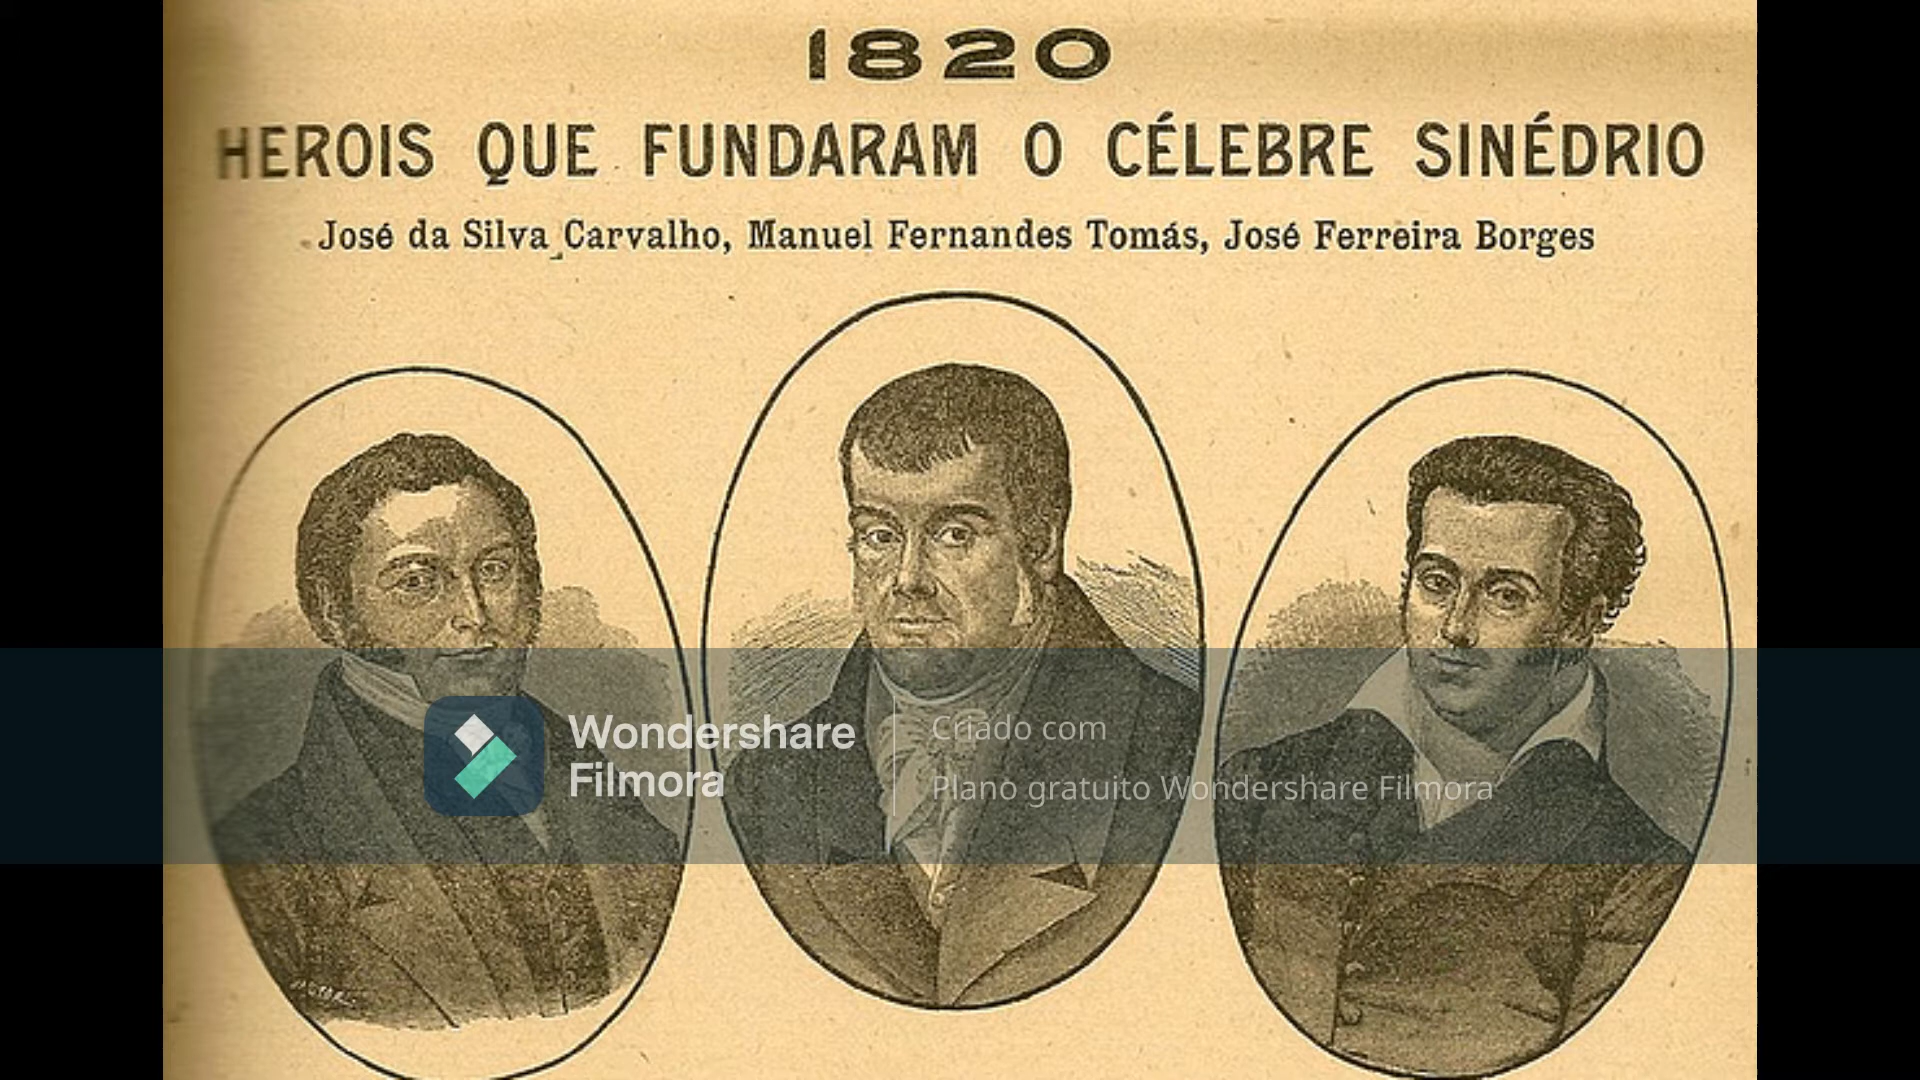 1820
HEROIS QUE FUNDARAM O CÉLEBRE SINÉDRIO
José da Silva Carvalho, Manuel Fernandes Tomás, José Ferreira Borges
Wondershare
Filmora
Criado com
Plano gratuito Wondershare Filmora